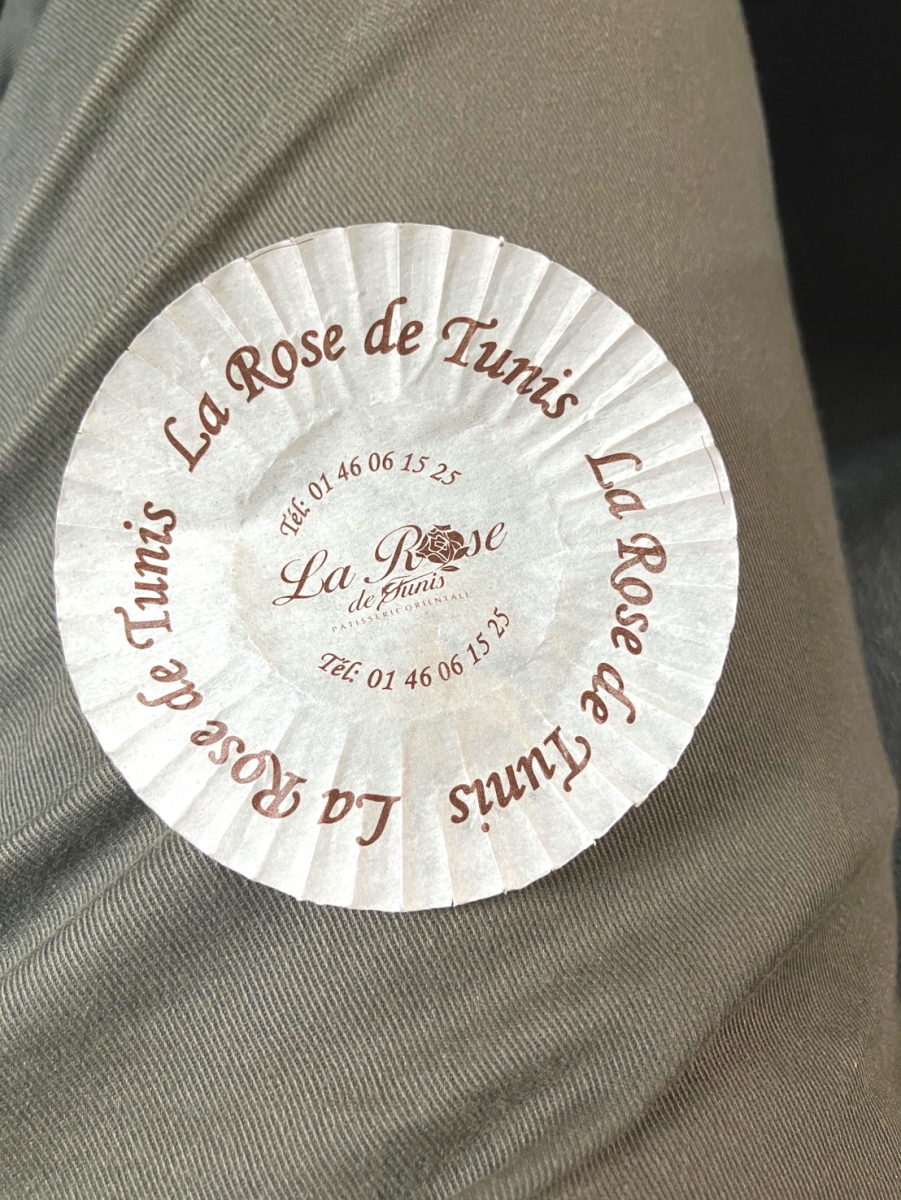 La Rose de Tunis
La Rose de Tunis
La Rose de Tunis
Tél: 01 46 06 15 25
La Rose
de Tunis
PATISSERIE ORIENTALE
Tél: 01 46 06 15 25